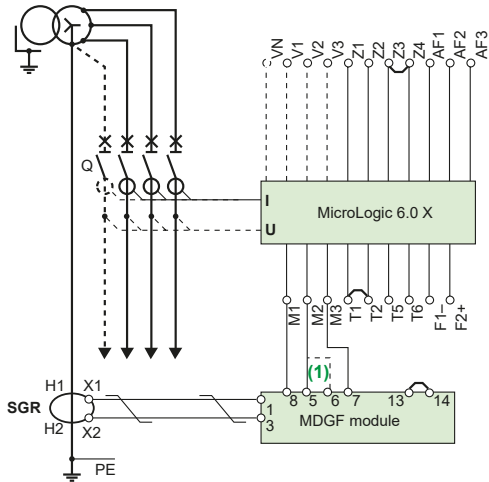 VN
V1
V2
V3
Z1
Z2
Z3
Z4
AF1
AF2
AF3
Q
I
U
MicroLogic 6.0 X
M1
M2
M3
T1
T2
T5
T6
F1–
F2+
(1)
H1
X1
SGR
H2
X2
1
3
8
5
6
7
13
14
MDGF module
PE